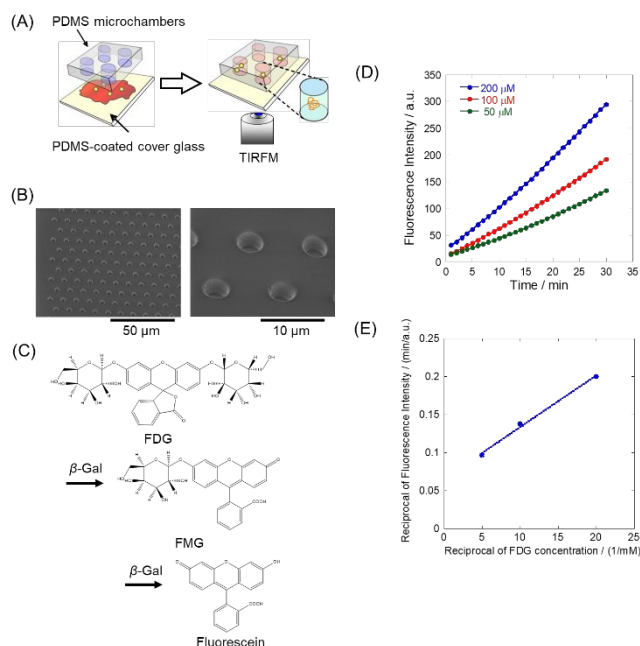 (A)
PDMS microchambers
PDMS-coated cover glass
TIRFM
(B)
50 µm
10 µm
(C)
FDG
β-Gal
FMG
β-Gal
Fluorescein
(D)
Fluorescence Intensity / a.u.
350
300
250
200
150
100
50
0
200 µM
100 µM
50 µM
0 5 10 15 20 25 30 35
Time / min
(E)
Reciprocal of Fluorescence Intensity / (min/a.u.)
0.25
0.2
0.15
0.1
0.05
0
0 5 10 15 20 25
Reciprocal of FDG concentration / (1/mM)